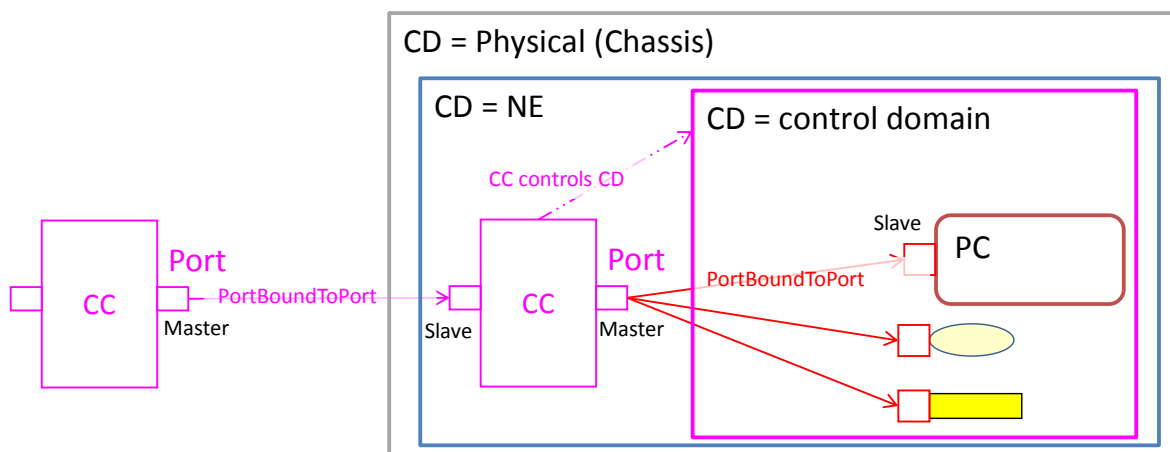 CD = Physical (Chassis)
CD = NE
CD = control domain
CC controls CD
Slave
PC
Port
Port
PortBoundToPort
PortBoundToPort
CC
CC
Master
Slave
Master